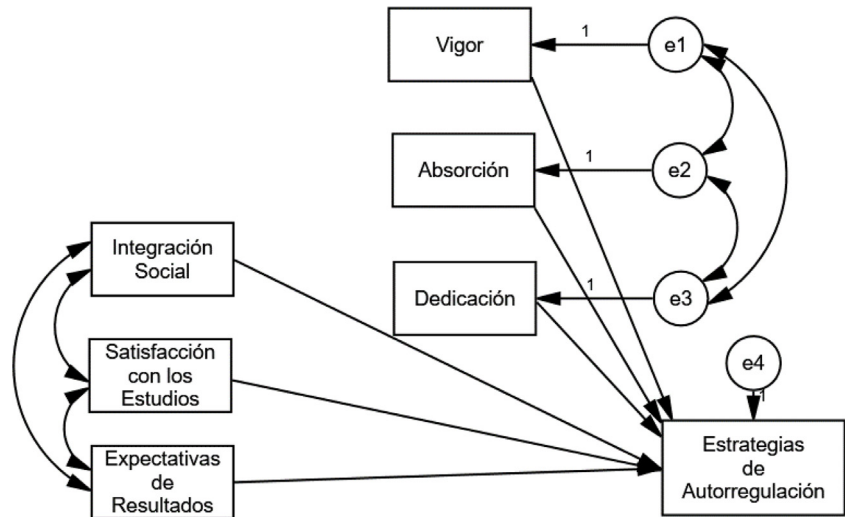 Vigor
1
e1
Absorción
1
e2
Integración
Social
Dedicación
1
e3
Satisfacción
con los
Estudios
e4
1
Expectativas
de
Resultados
Estrategias
de
Autorregulación